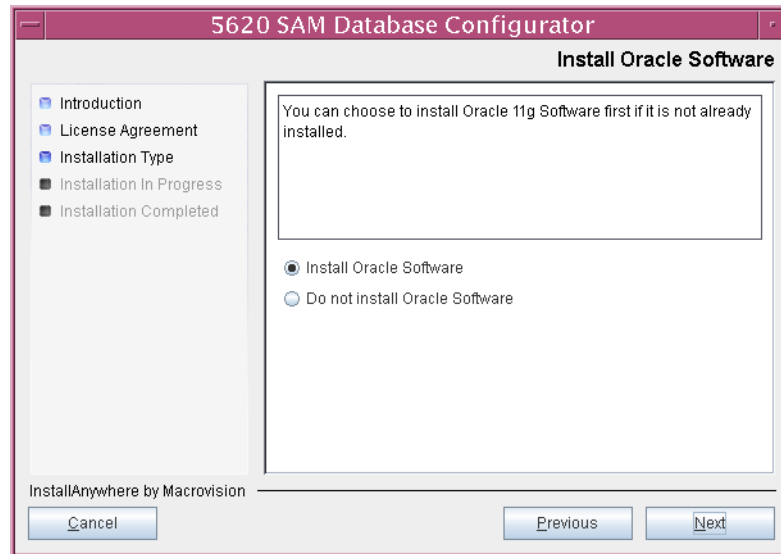 5620 SAM Database Configurator
Install Oracle Software
Introduction
License Agreement
Installation Type
Installation In Progress
Installation Completed
You can choose to install Oracle 11g Software first if it is not already
installed.
Install Oracle Software
Do not install Oracle Software
InstallAnywhere by Macrovision
Cancel
Previous
Next